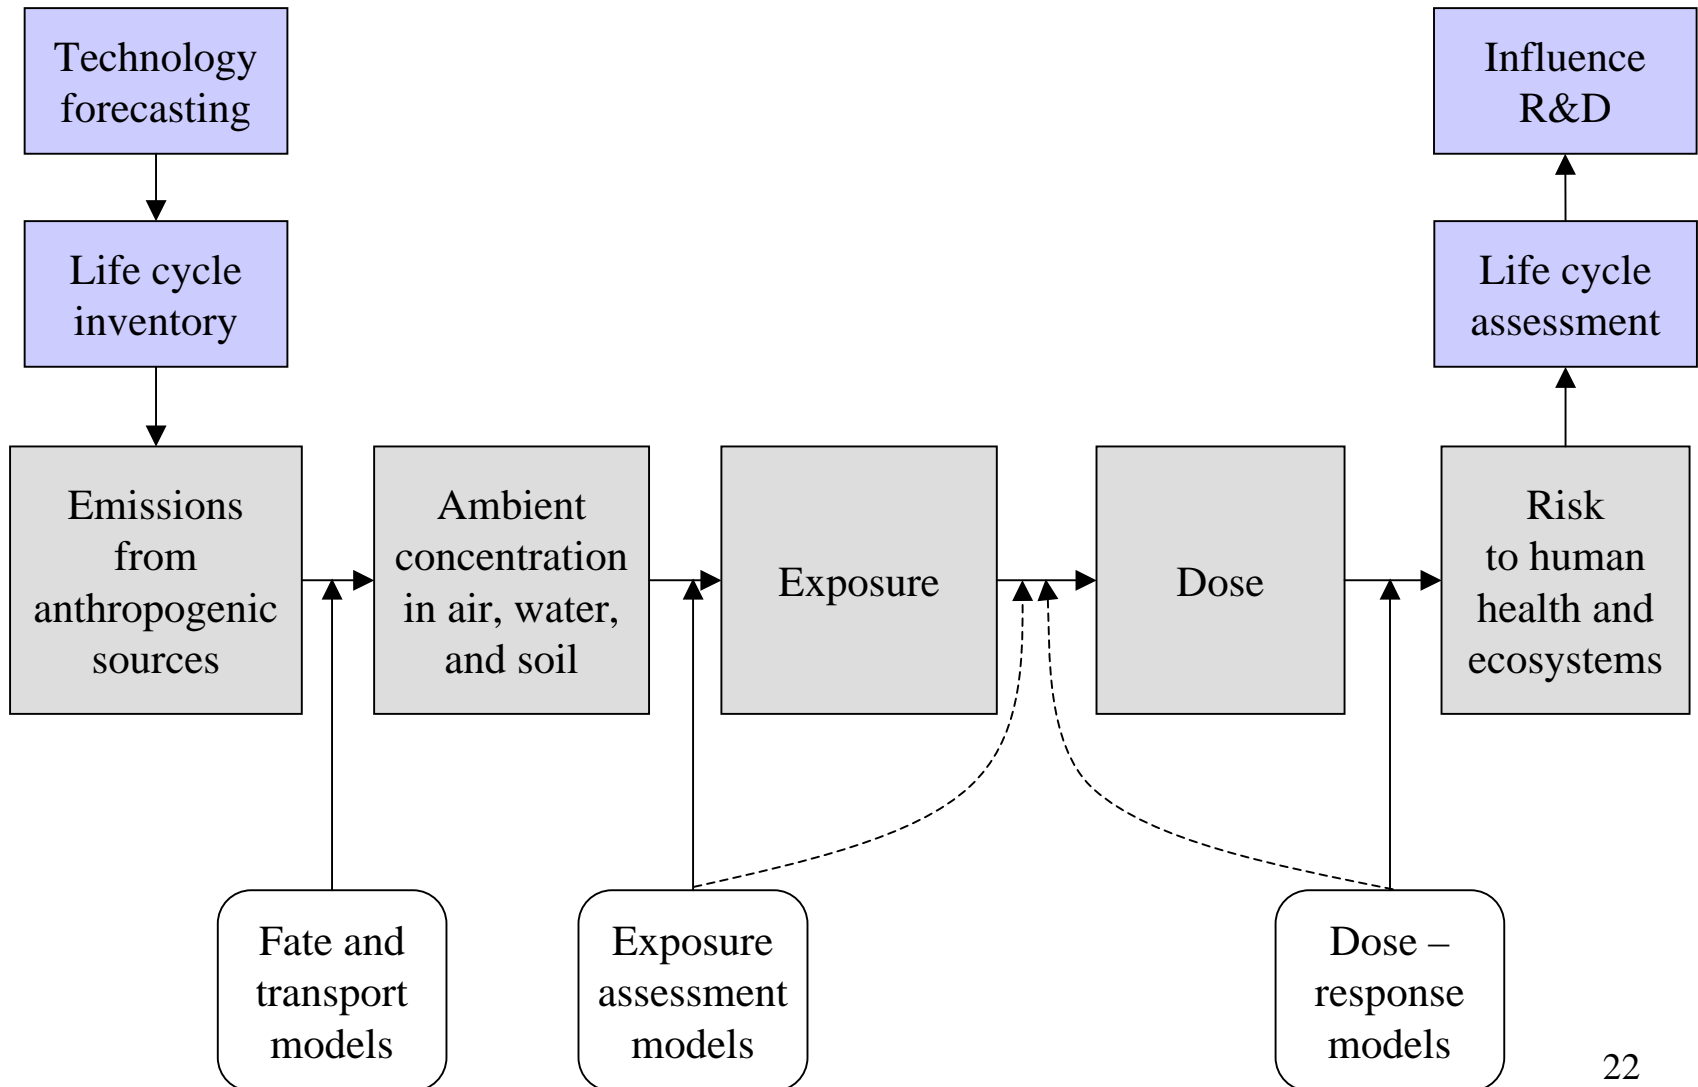 Technology
forecasting
Influence
R&D
Life cycle
inventory
Life cycle
assessment
Emissions
from
anthropogenic
sources
Ambient
concentration
in air, water,
and soil
Exposure
Dose
Risk
to human
health and
ecosystems
Fate and
transport
models
Exposure
assessment
models
Dose –
response
models
22